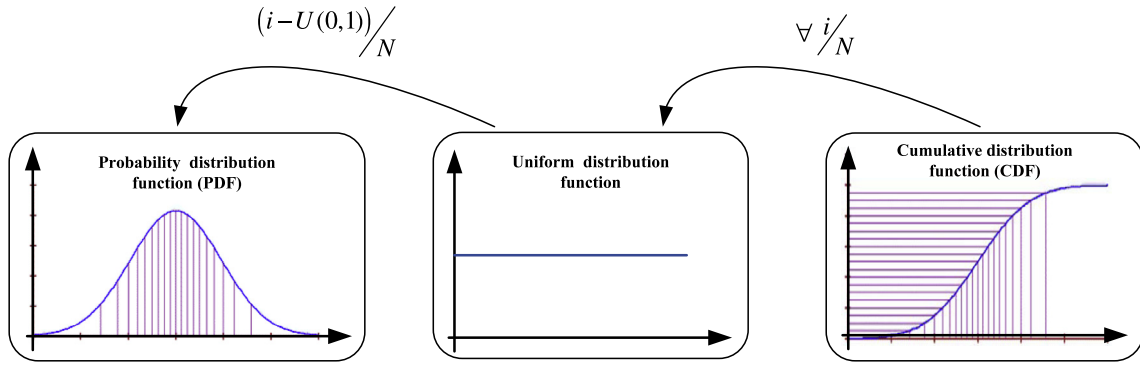 (i−U(0,1))/N
∀ i/N
Probability distribution
function (PDF)
Uniform distribution
function
Cumulative distribution
function (CDF)